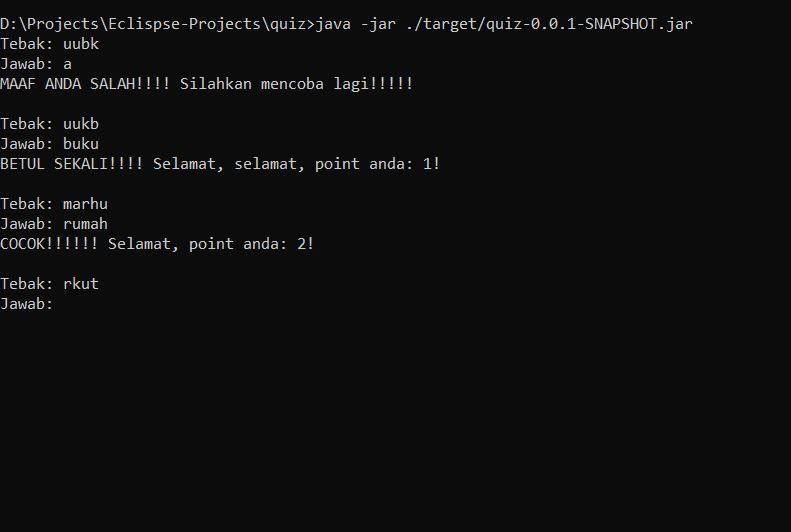 D:\Projects\Eclispse-Projects\quiz>java -jar ./target/quiz-0.0.1-SNAPSHOT.jar
Tebak: uubk
Jawab: a
MAAF ANDA SALAH!!!! Silahkan mencoba lagi!!!!!
Tebak: uukb
Jawab: buku
BETUL SEKALI!!!! Selamat, selamat, point anda: 1!
Tebak: marhu
Jawab: rumah
COCOK!!!!!! Selamat, point anda: 2!
Tebak: rkut
Jawab: